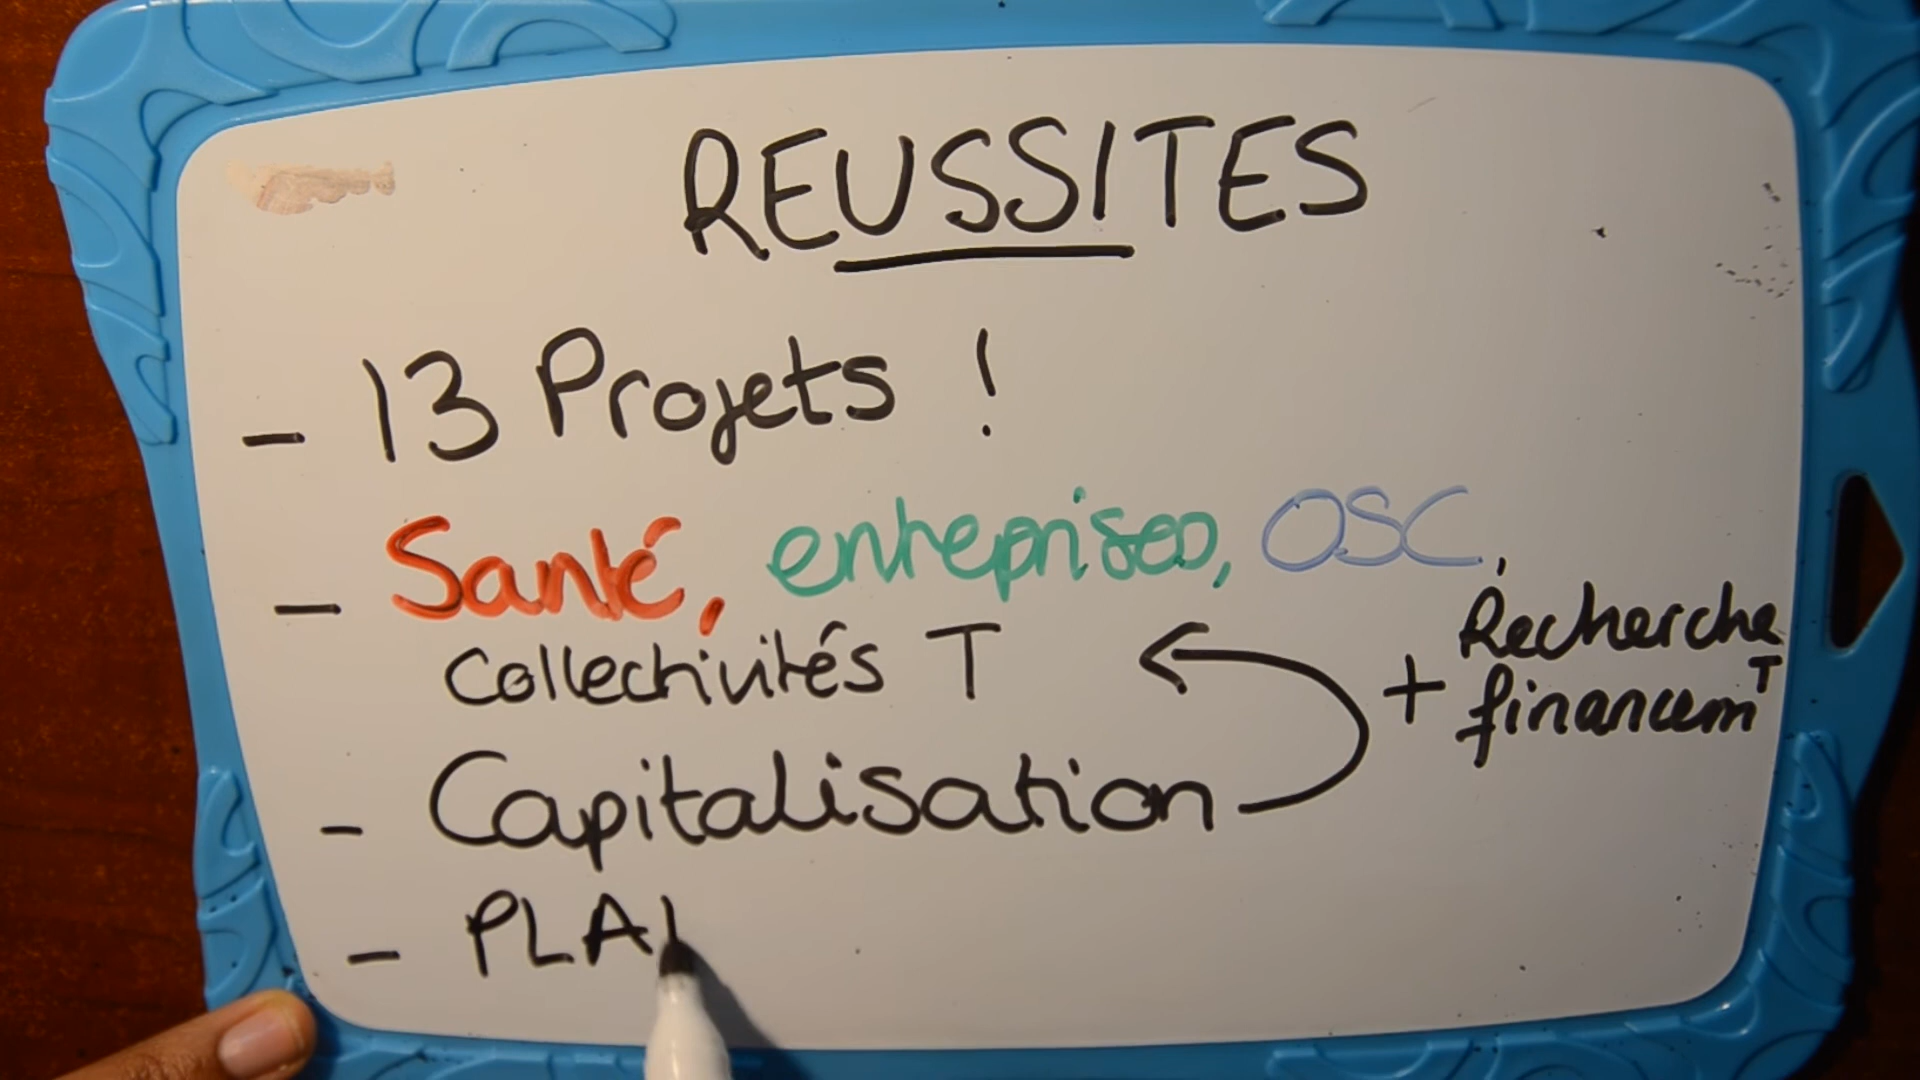 REUSSITES
- 13 Projets !
- Santé, entreprises, OSC,
Collectivités T
+ Recherche
financemT
- Capitalisation
- PLA